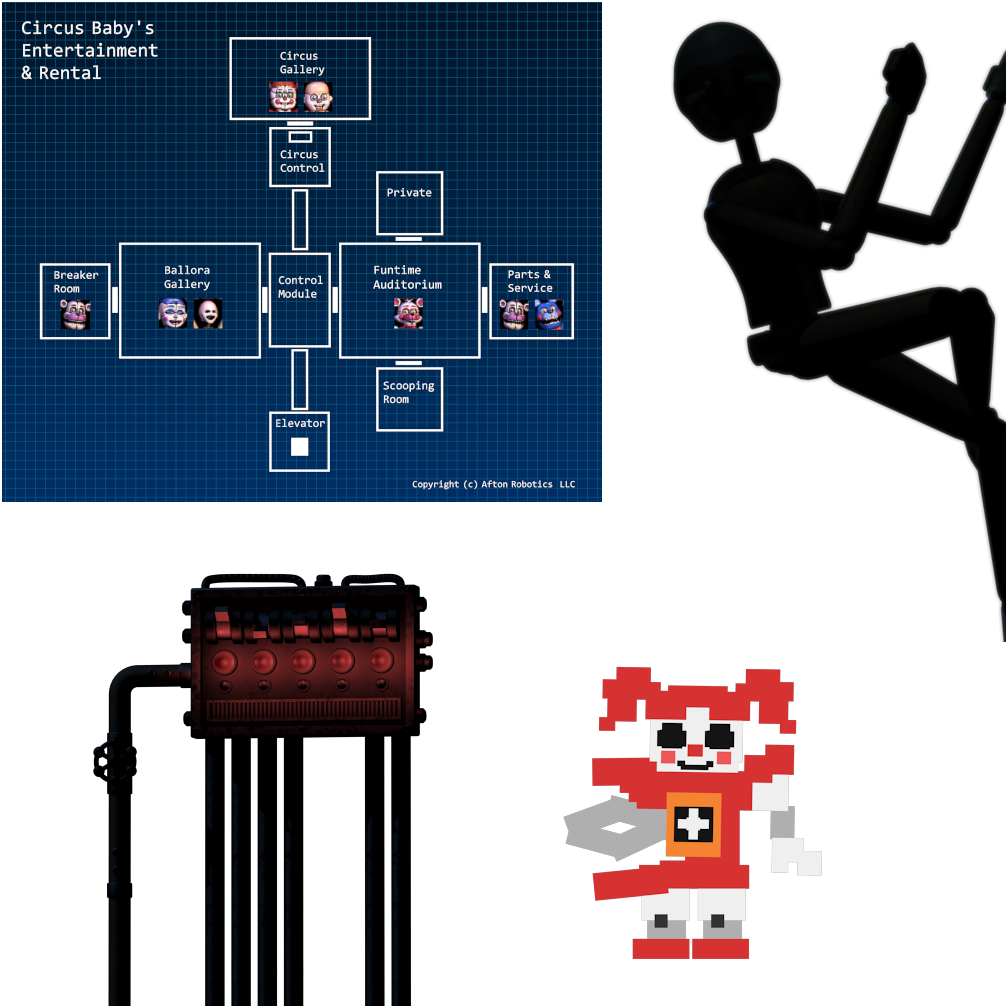 Circus Baby's
Entertainment
& Rental
Circus
Gallery
Circus
Control
Private
Breaker
Room
Ballora
Gallery
Control
Module
Funtime
Auditorium
Parts &
Service
Scooping
Room
Elevator
Copyright (c) Afton Robotics LLC